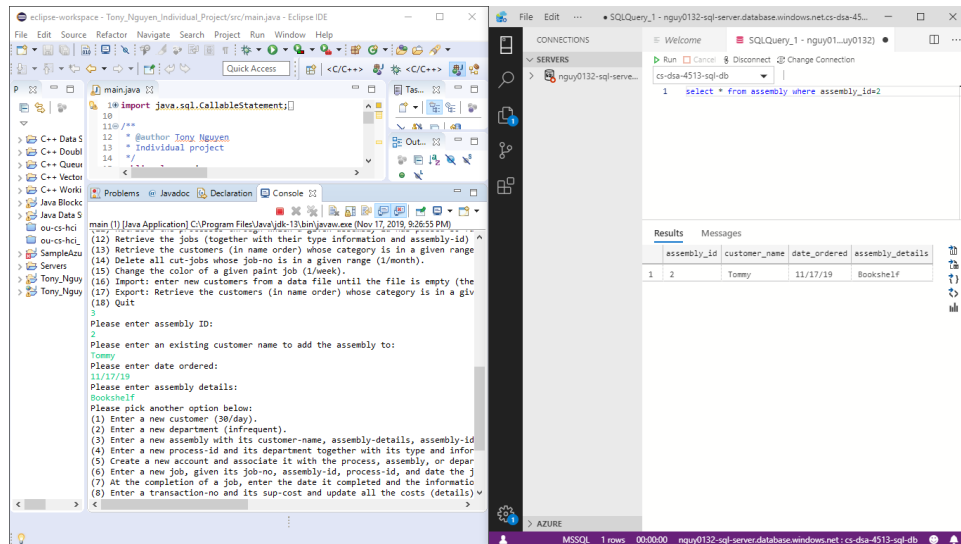 eclipse-workspace - Tony_Nguyen_Individual_Project/src/main.java - Eclipse IDE
File Edit Source Refactor Navigate Search Project Run Window Help
Quick Access
<C/C++>
<C/C++>
P
main.java
Tas...
1 import java.sql.CallableStatement;
10
11 /**
12 * @author Tony Nguyen
13 * Individual project
14 */
Out...
C++ Data S
C++ Doubl
C++ Queue
C++ Vector
C++ Worki
Java Blockc
Java Data S
ou-cs-hci
ou-cs-hci_
SampleAzu
Servers
Tony_Nguy
Tony_Nguy
Problems Javadoc Declaration Console
main (1) [Java Application] C:\Program Files\Java\jdk-13\bin\javaw.exe (Nov 17, 2019, 9:26:55 PM)
(12) Retrieve the jobs (together with their type information and assembly-id)
(13) Retrieve the customers (in name order) whose category is in a given range
(14) Delete all cut-jobs whose job-no is in a given range (1/month).
(15) Change the color of a given paint job (1/week).
(16) Import: enter new customers from a data file until the file is empty (the
(17) Export: Retrieve the customers (in name order) whose category is in a giv
(18) Quit
3
Please enter assembly ID:
2
Please enter an existing customer name to add the assembly to:
Tommy
Please enter date ordered:
11/17/19
Please enter assembly details:
Bookshelf
Please pick another option below:
(1) Enter a new customer (30/day).
(2) Enter a new department (infrequent).
(3) Enter a new assembly with its customer-name, assembly-details, assembly-id
(4) Enter a new process-id and its department together with its type and infor
(5) Create a new account and associate it with the process, assembly, or depar
(6) Enter a new job, given its job-no, assembly-id, process-id, and date the j
(7) At the completion of a job, enter the date it completed and the informatio
(8) Enter a transaction-no and its sup-cost and update all the costs (details)
File Edit ··· • SQLQuery_1 - nguy0132-sql-server.database.windows.net:cs-dsa-45...
CONNECTIONS
SERVERS
nguy0132-sql-serve...
AZURE
Welcome
SQLQuery_1 - nguy01...uy0132) ●
Run Cancel Disconnect Change Connection
cs-dsa-4513-sql-db
1 select * from assembly where assembly_id=2
Results Messages
assembly_id customer_name date_ordered assembly_details
1 2 Tommy 11/17/19 Bookshelf
1
1
MSSQL 1 rows 00:00:00 nguy0132-sql-server.database.windows.net : cs-dsa-4513-sql-db